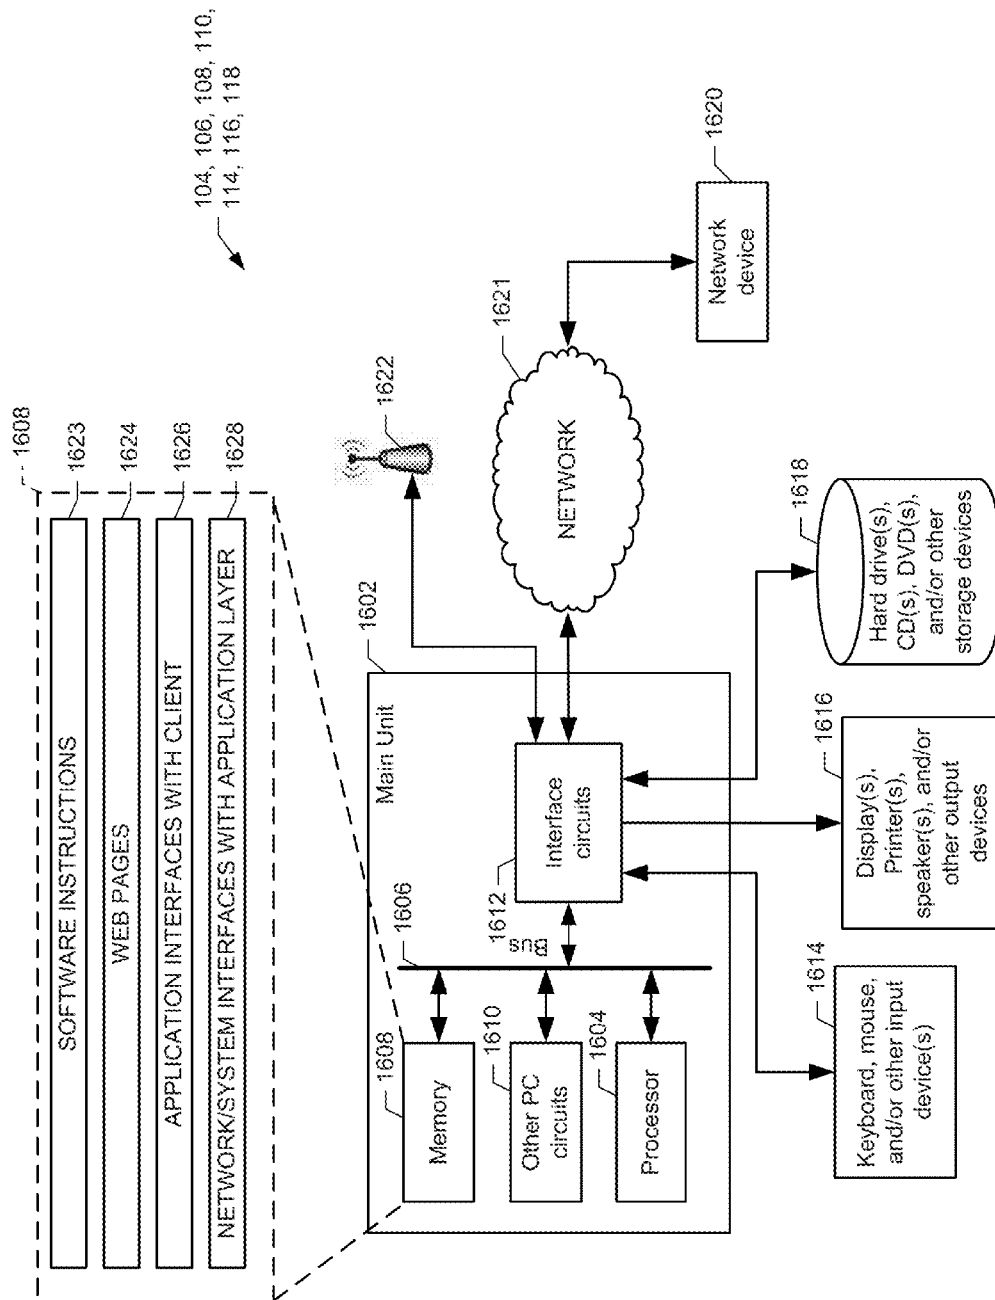 1608
SOFTWARE INSTRUCTIONS
1623
WEB PAGES
1624
APPLICATION INTERFACES WITH CLIENT
1626
NETWORK/SYSTEM INTERFACES WITH APPLICATION LAYER
1628
104, 106, 108, 110,
114, 116, 118
1622
1602
Main Unit
1608
Memory
1610
Other PC
circuits
1604
Processor
1606
Bus
1612
Interface
circuits
NETWORK
1621
Network
device
1620
1614
Keyboard, mouse,
and/or other input
device(s)
1616
Display(s),
Printer(s),
speaker(s), and/or
other output
devices
1618
Hard drive(s),
CD(s), DVD(s),
and/or other
storage devices